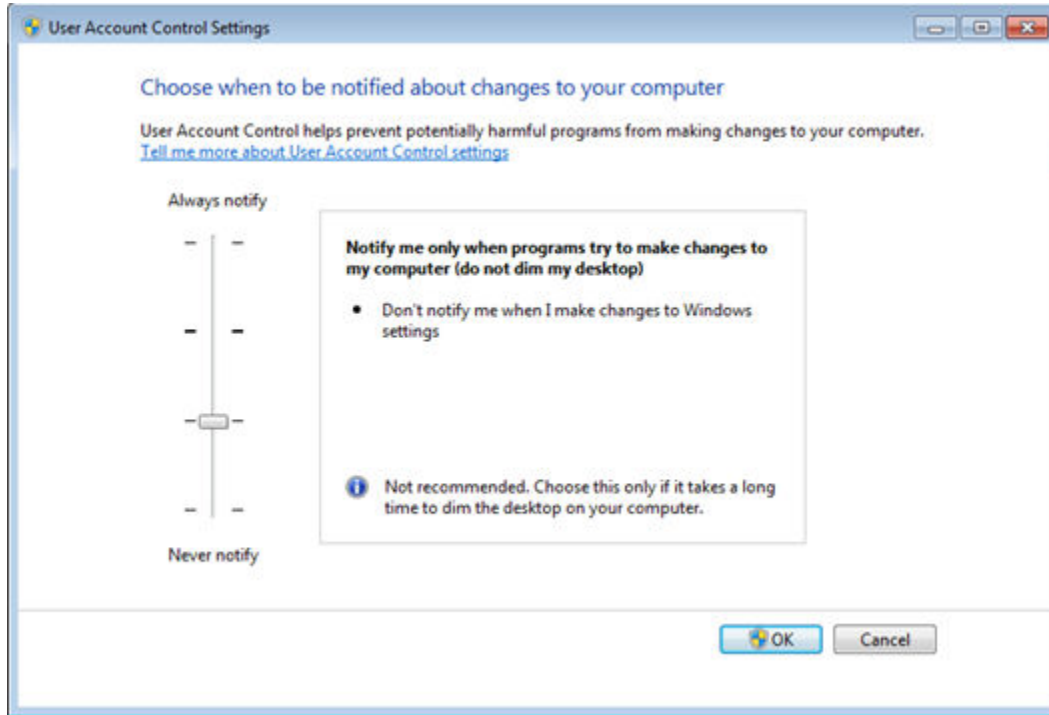 User Account Control Settings
Choose when to be notified about changes to your computer
User Account Control helps prevent potentially harmful programs from making changes to your computer.
Tell me more about User Account Control settings
Always notify
Notify me only when programs try to make changes to
my computer (do not dim my desktop)
• Don't notify me when I make changes to Windows
settings
Not recommended. Choose this only if it takes a long
time to dim the desktop on your computer.
Never notify
OK
Cancel